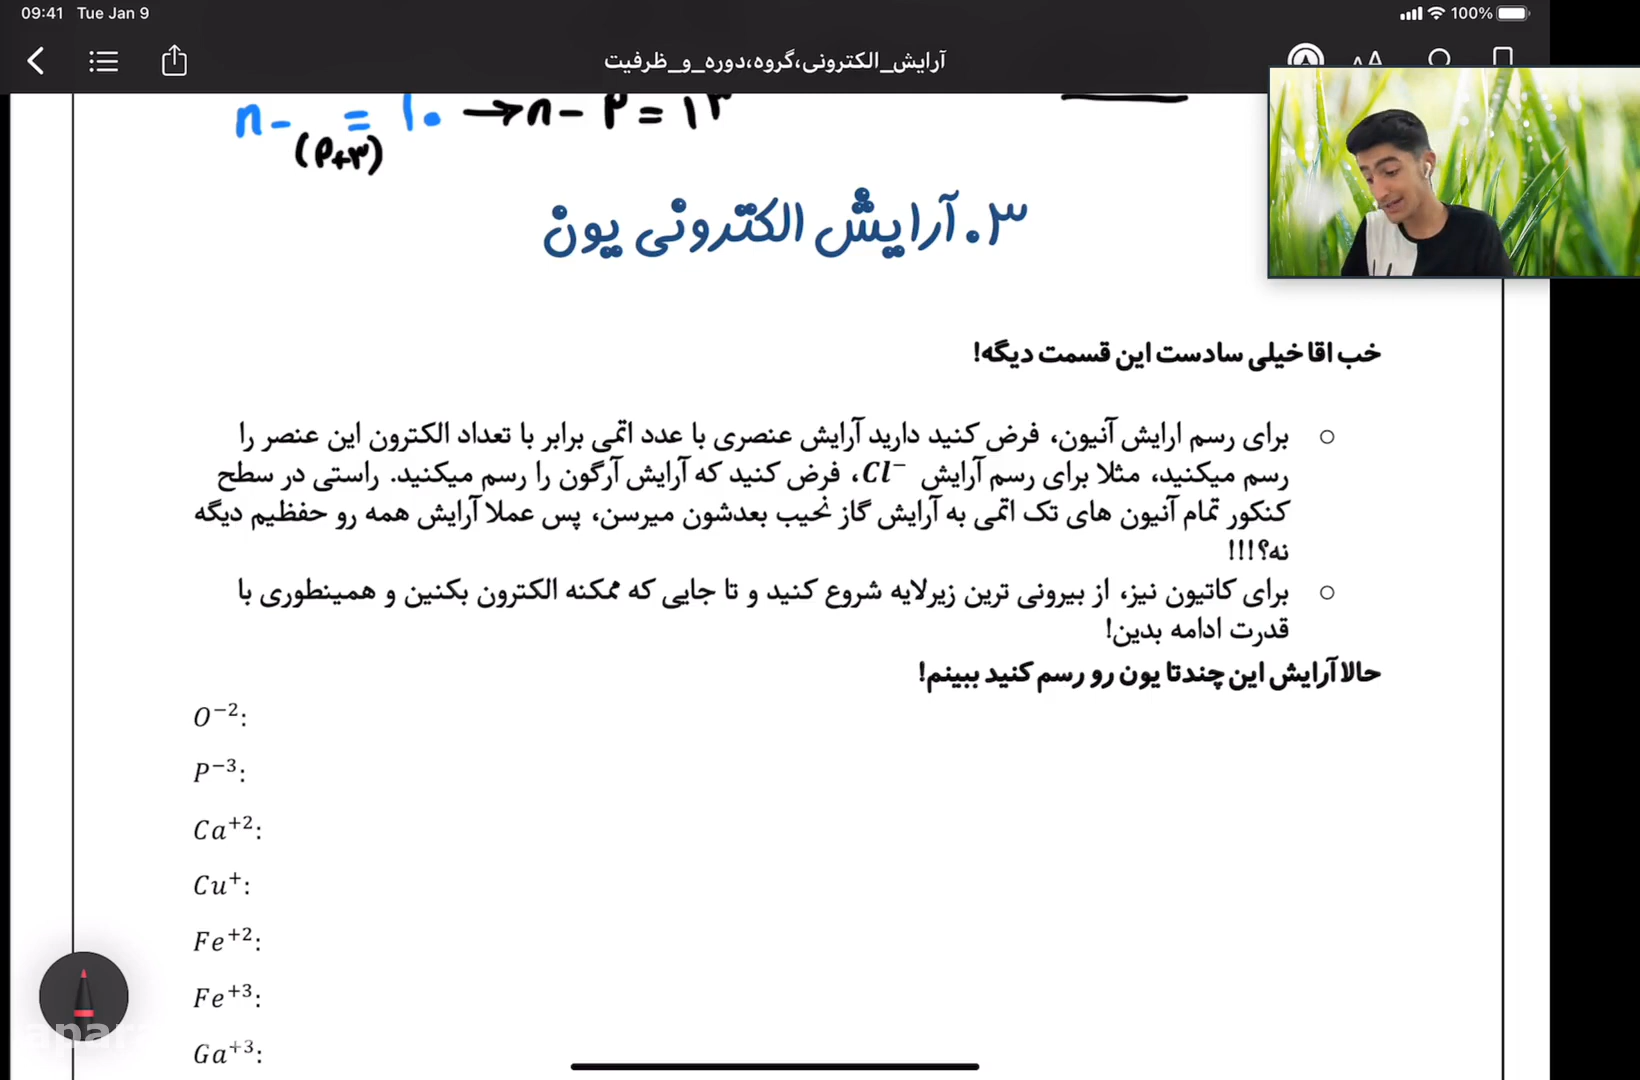 09:41 Tue Jan 9
100%
آرایش_الکترونی،گروه،دوره_و_ظرفیت
n- = ۱۰ → n - P = ۱۳
(P+۳)
۳.آرایش الکترونی یون
خب اقا خیلی سادست این قسمت دیگه!
○ برای رسم ارایش آنیون، فرض کنید دارید آرایش عنصری با عدد اتمی برابر با تعداد الکترون این عنصر را
رسم میکنید، مثلا برای رسم آرایش Cl⁻، فرض کنید که آرایش آرگون را رسم میکنید. راستی در سطح
کنکور تمام آنیون های تک اتمی به آرایش گاز نحیب بعدشون میرسن، پس عملا آرایش همه رو حفظیم دیگه
نه؟!!!
○ برای کاتیون نیز، از بیرونی ترین زیرلایه شروع کنید و تا جایی که ممکنه الکترون بکنین و همینطوری با
قدرت ادامه بدین!
حالا آرایش این چندتا یون رو رسم کنید ببینم!
O⁻²:
P⁻³:
Ca⁺²:
Cu⁺:
Fe⁺²:
Fe⁺³:
Ga⁺³: